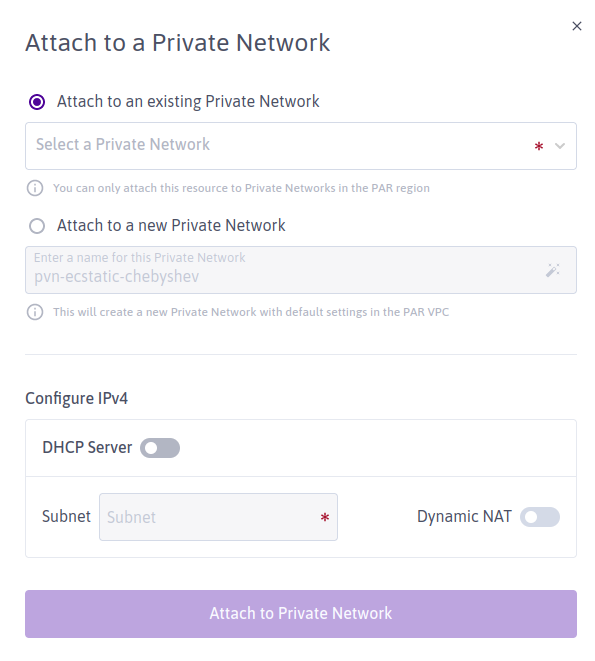 Attach to a Private Network
Attach to an existing Private Network
Select a Private Network *
You can only attach this resource to Private Networks in the PAR region
Attach to a new Private Network
Enter a name for this Private Network
pvn-ecstatic-chebyshev
This will create a new Private Network with default settings in the PAR VPC
Configure IPv4
DHCP Server
Subnet Subnet * Dynamic NAT
Attach to Private Network